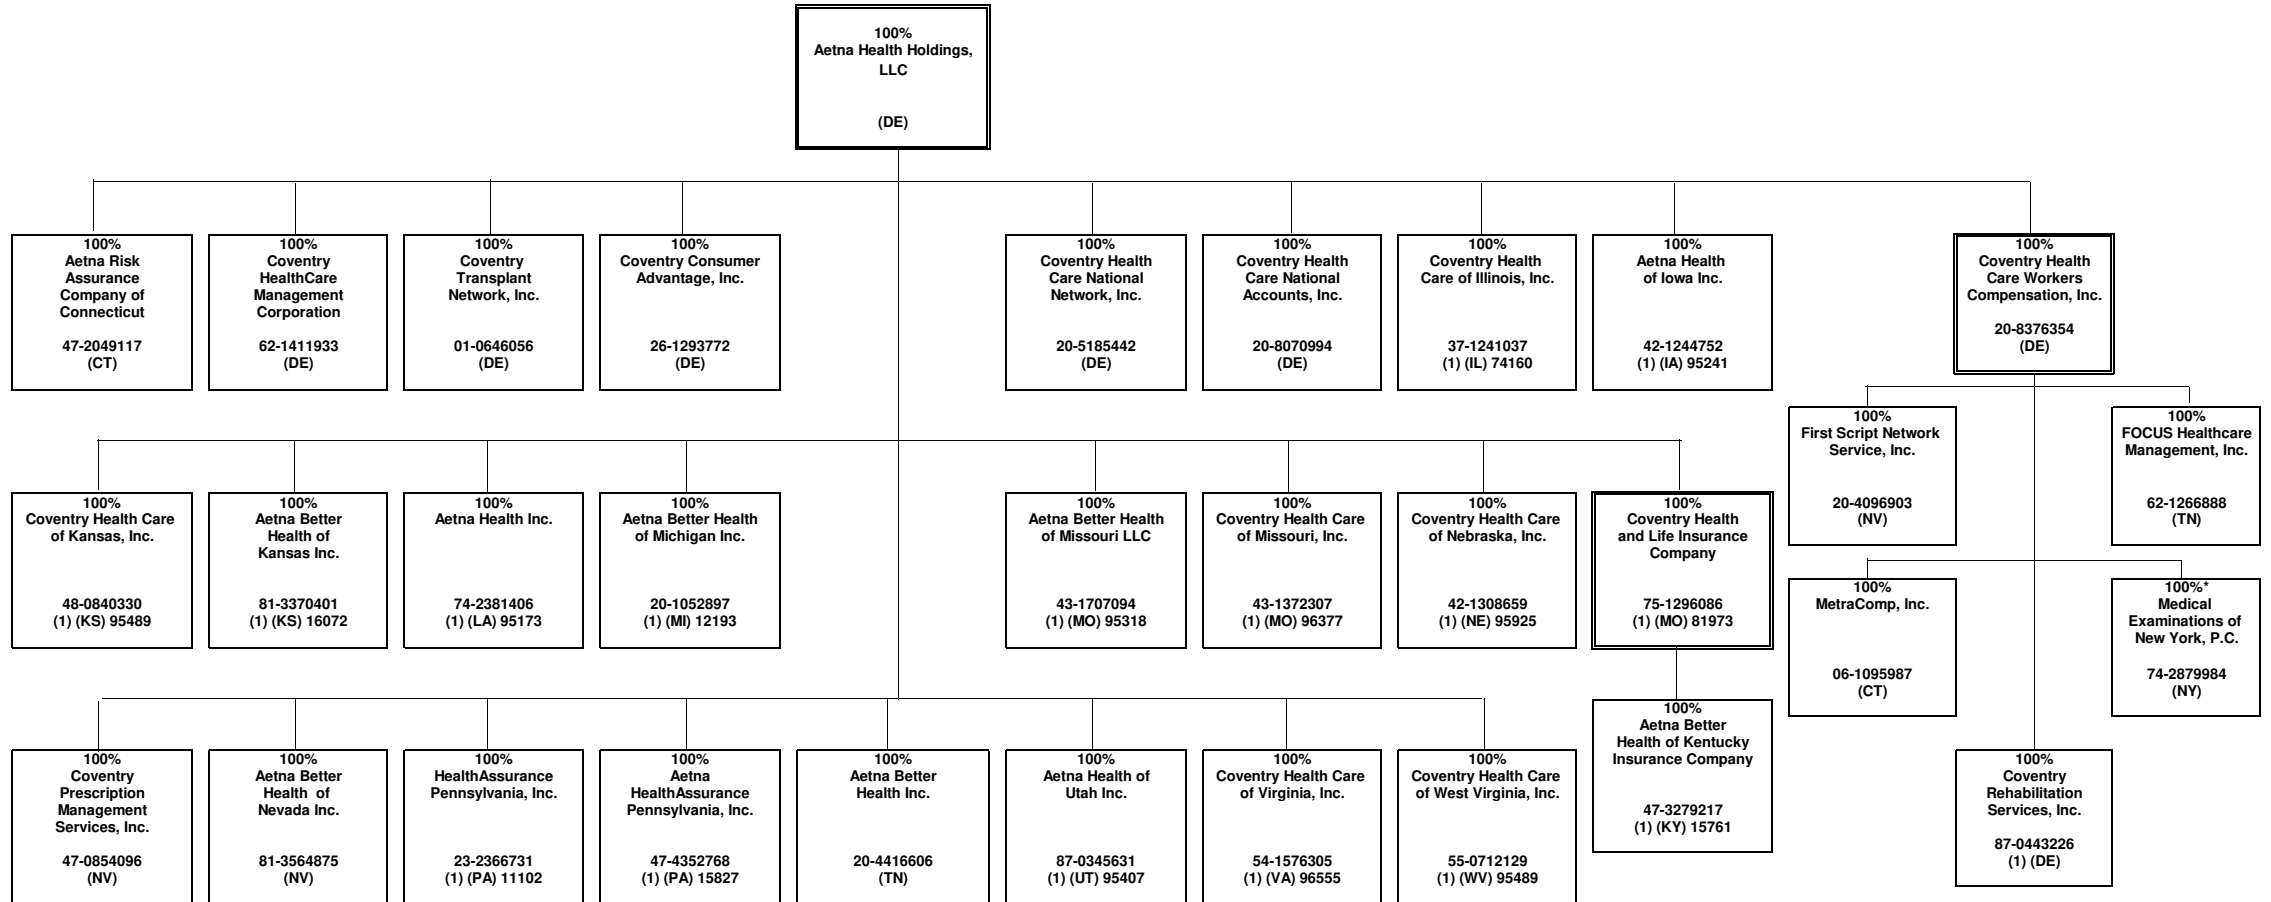 100%
Aetna Health Holdings,
LLC
(DE)
100%
Aetna Risk
Assurance
Company of
Connecticut
47-2049117
(CT)
100%
Coventry
HealthCare
Management
Corporation
62-1411933
(DE)
100%
Coventry
Transplant
Network, Inc.
01-0646056
(DE)
100%
Coventry Consumer
Advantage, Inc.
26-1293772
(DE)
100%
Coventry Health
Care National
Network, Inc.
20-5185442
(DE)
100%
Coventry Health
Care National
Accounts, Inc.
20-8070994
(DE)
100%
Coventry Health
Care of Illinois, Inc.
37-1241037
(1) (IL) 74160
100%
Aetna Health
of Iowa Inc.
42-1244752
(1) (IA) 95241
100%
Coventry Health
Care Workers
Compensation, Inc.
20-8376354
(DE)
100%
First Script Network
Service, Inc.
20-4096903
(NV)
100%
FOCUS Healthcare
Management, Inc.
62-1266888
(TN)
100%
Coventry Health Care
of Kansas, Inc.
48-0840330
(1) (KS) 95489
100%
Aetna Better
Health of
Kansas Inc.
81-3370401
(1) (KS) 16072
100%
Aetna Health Inc.
74-2381406
(1) (LA) 95173
100%
Aetna Better Health
of Michigan Inc.
20-1052897
(1) (MI) 12193
100%
Aetna Better Health
of Missouri LLC
43-1707094
(1) (MO) 95318
100%
Coventry Health Care
of Missouri, Inc.
43-1372307
(1) (MO) 96377
100%
Coventry Health Care
of Nebraska, Inc.
42-1308659
(1) (NE) 95925
100%
Coventry Health
and Life Insurance
Company
75-1296086
(1) (MO) 81973
100%
MetraComp, Inc.
06-1095987
(CT)
100%*
Medical
Examinations of
New York, P.C.
74-2879984
(NY)
100%
Aetna Better
Health of Kentucky
Insurance Company
47-3279217
(1) (KY) 15761
100%
Coventry
Prescription
Management
Services, Inc.
47-0854096
(NV)
100%
Aetna Better
Health of
Nevada Inc.
81-3564875
(NV)
100%
HealthAssurance
Pennsylvania, Inc.
23-2366731
(1) (PA) 11102
100%
Aetna
HealthAssurance
Pennsylvania, Inc.
47-4352768
(1) (PA) 15827
100%
Aetna Better
Health Inc.
20-4416606
(TN)
100%
Aetna Health of
Utah Inc.
87-0345631
(1) (UT) 95407
100%
Coventry Health Care
of Virginia, Inc.
54-1576305
(1) (VA) 96555
100%
Coventry Health Care
of West Virginia, Inc.
55-0712129
(1) (WV) 95489
100%
Coventry
Rehabilitation
Services, Inc.
87-0443226
(1) (DE)